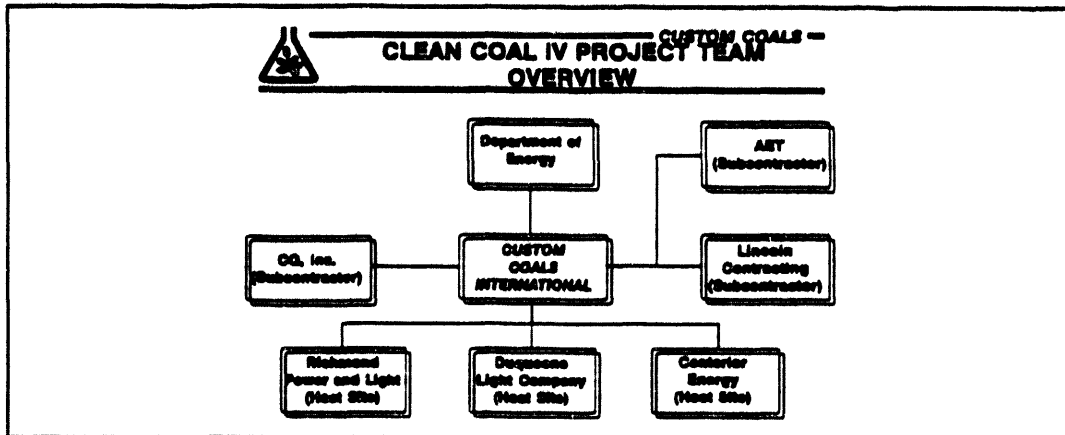 CUSTOM COALS
CLEAN COAL IV PROJECT TEAM
OVERVIEW
Department of
Energy
AET
(Subcontractor)
CQ, Inc.
(Subcontractor)
CUSTOM
COALS
INTERNATIONAL
Lincoln
Contracting
(Subcontractor)
Richmond
Power and Light
(Host Site)
Duquesne
Light Company
(Host Site)
Centerior
Energy
(Host Site)